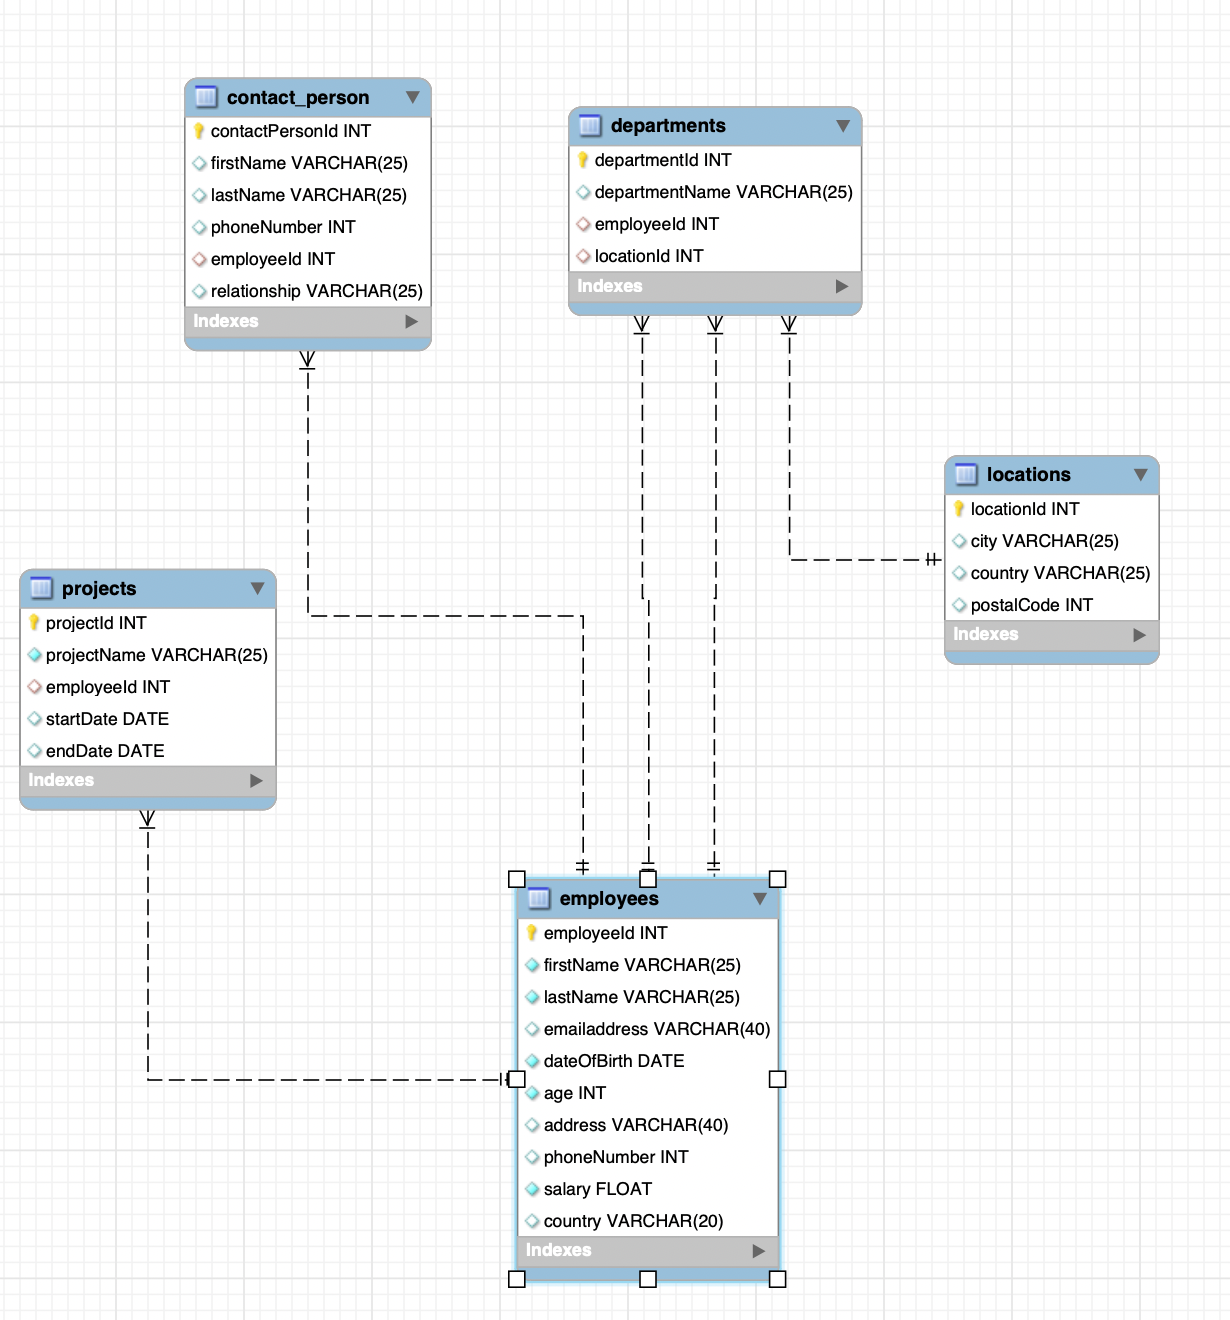 contact_person
contactPersonId INT
firstName VARCHAR(25)
lastName VARCHAR(25)
phoneNumber INT
employeeId INT
relationship VARCHAR(25)
Indexes
departments
departmentId INT
departmentName VARCHAR(25)
employeeId INT
locationId INT
Indexes
locations
locationId INT
city VARCHAR(25)
country VARCHAR(25)
postalCode INT
Indexes
projects
projectId INT
projectName VARCHAR(25)
employeeId INT
startDate DATE
endDate DATE
Indexes
employees
employeeId INT
firstName VARCHAR(25)
lastName VARCHAR(25)
emailaddress VARCHAR(40)
dateOfBirth DATE
age INT
address VARCHAR(40)
phoneNumber INT
salary FLOAT
country VARCHAR(20)
Indexes